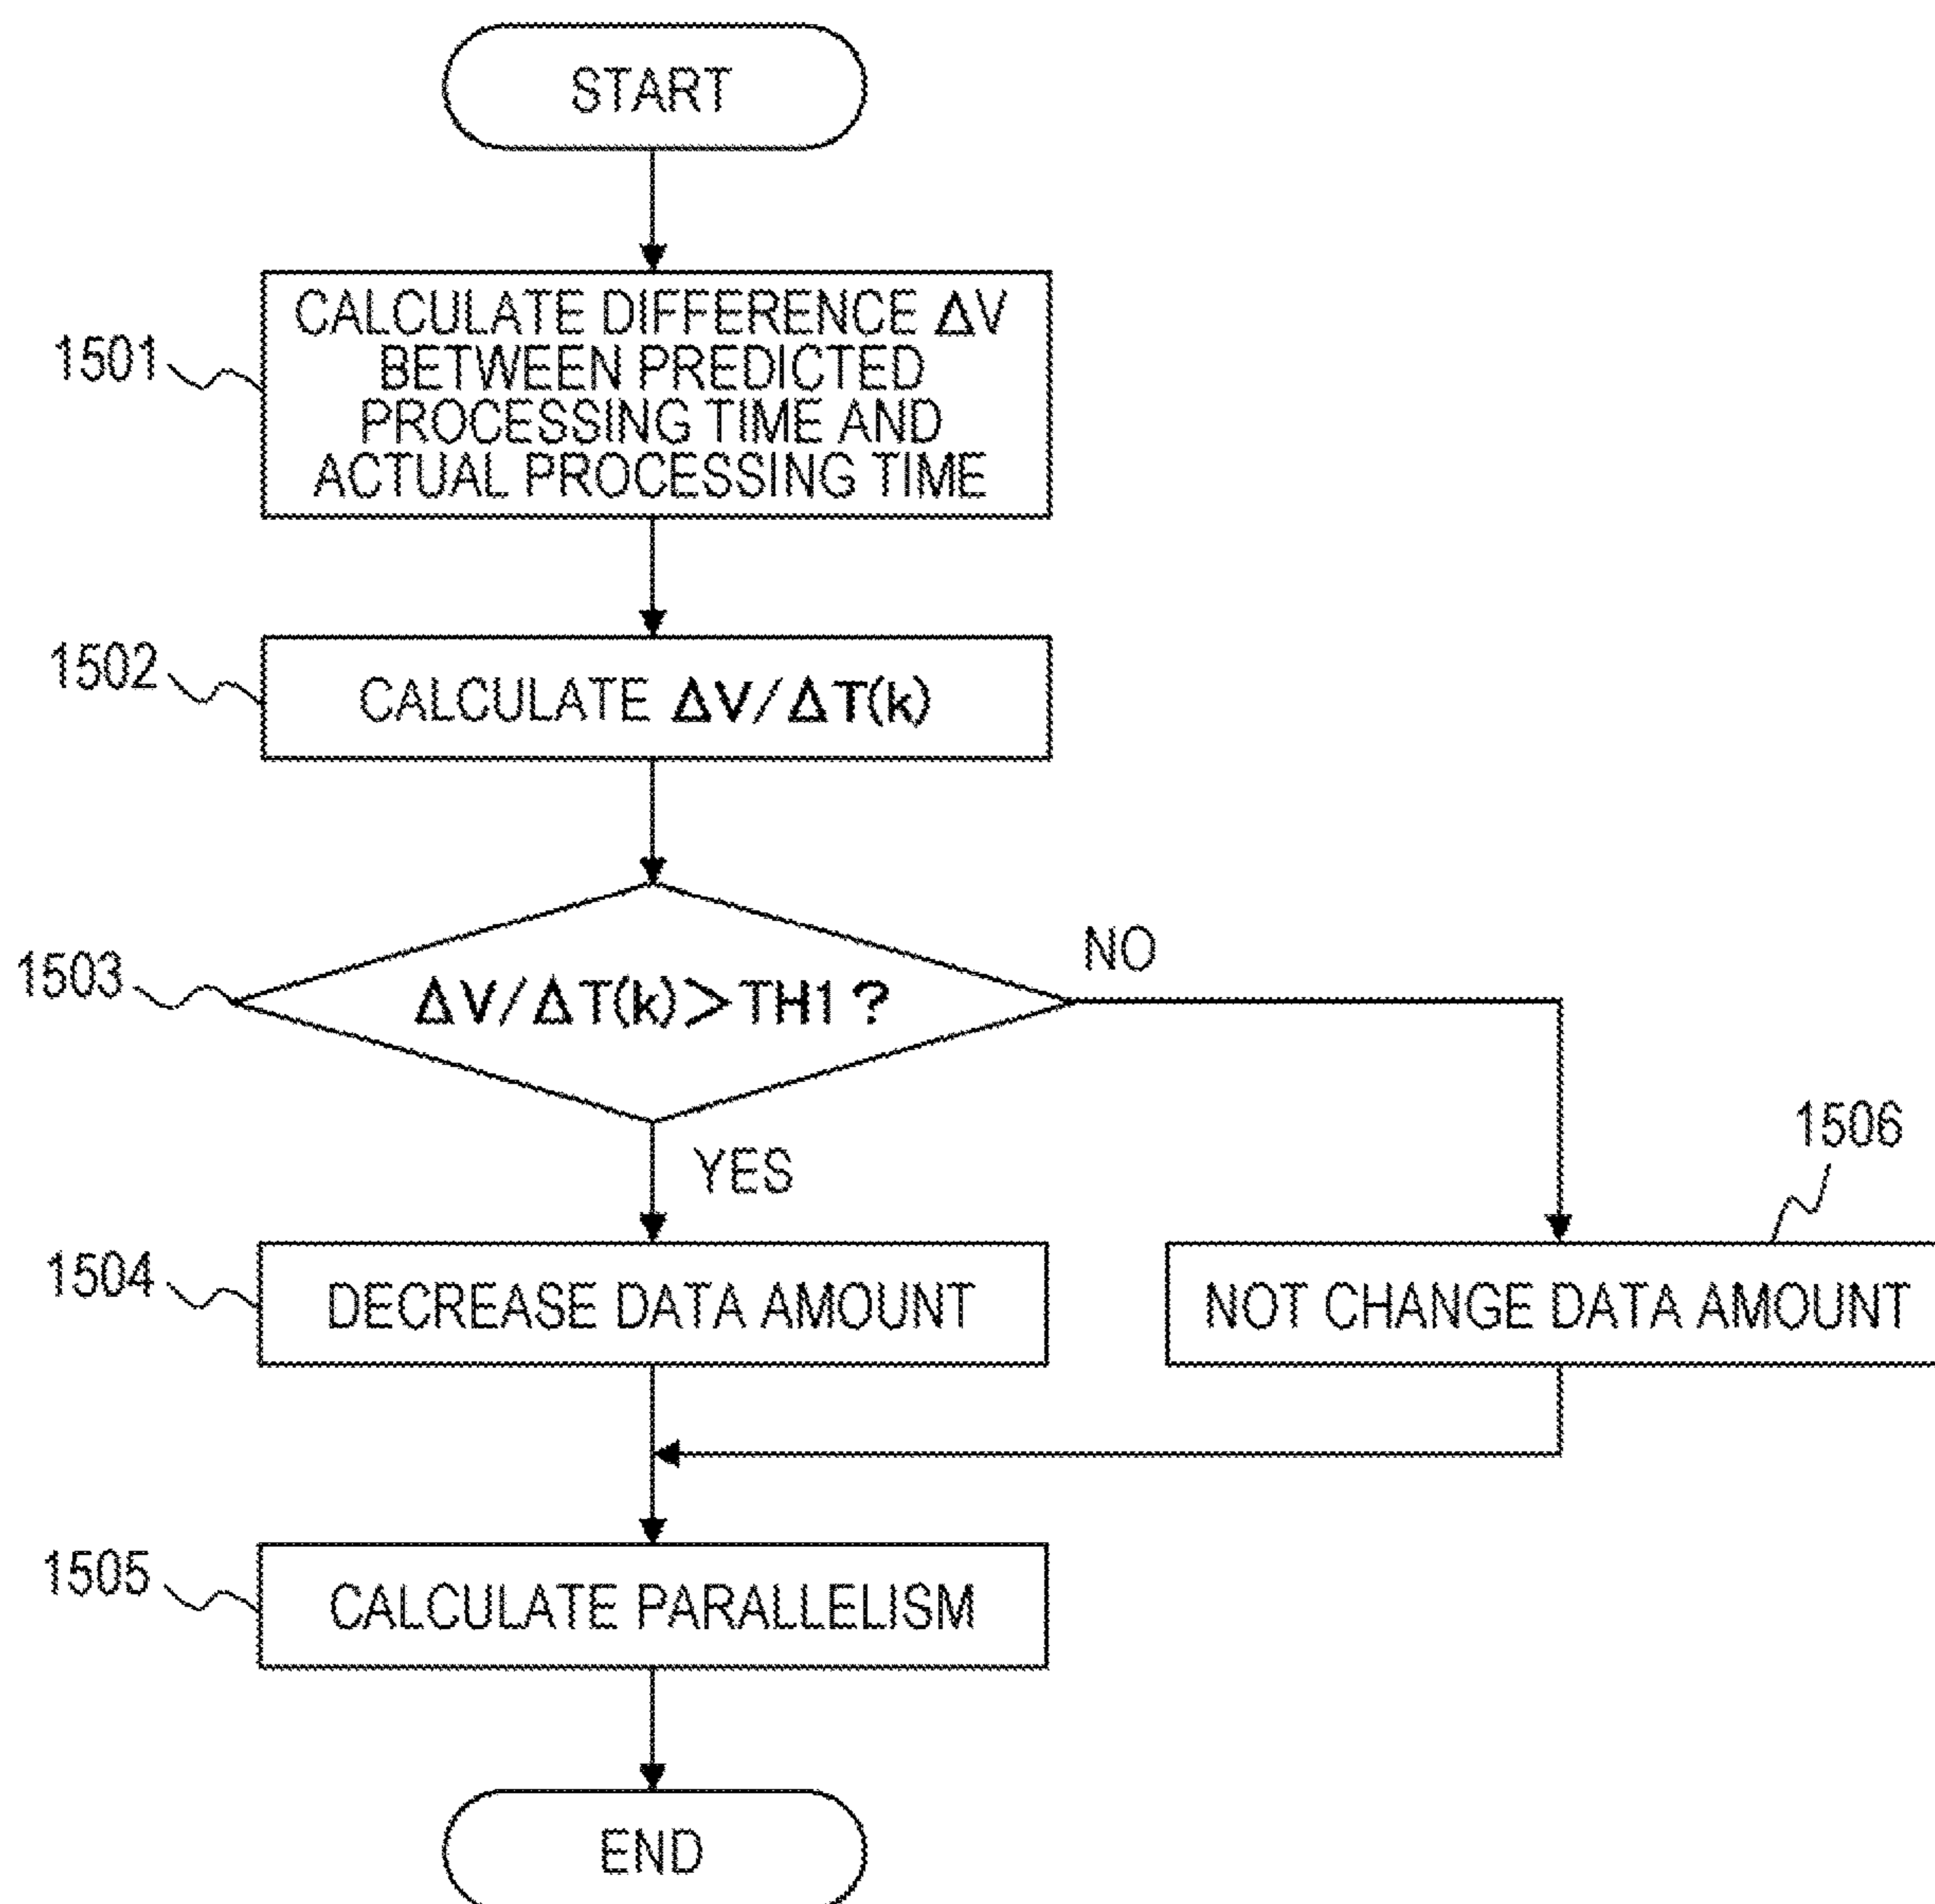 START
1501
CALCULATE DIFFERENCE ΔV
BETWEEN PREDICTED
PROCESSING TIME AND
ACTUAL PROCESSING TIME
1502
CALCULATE ΔV/ΔT(k)
1503
ΔV/ΔT(k)>TH1?
NO
YES
1506
1504
DECREASE DATA AMOUNT
NOT CHANGE DATA AMOUNT
1505
CALCULATE PARALLELISM
END